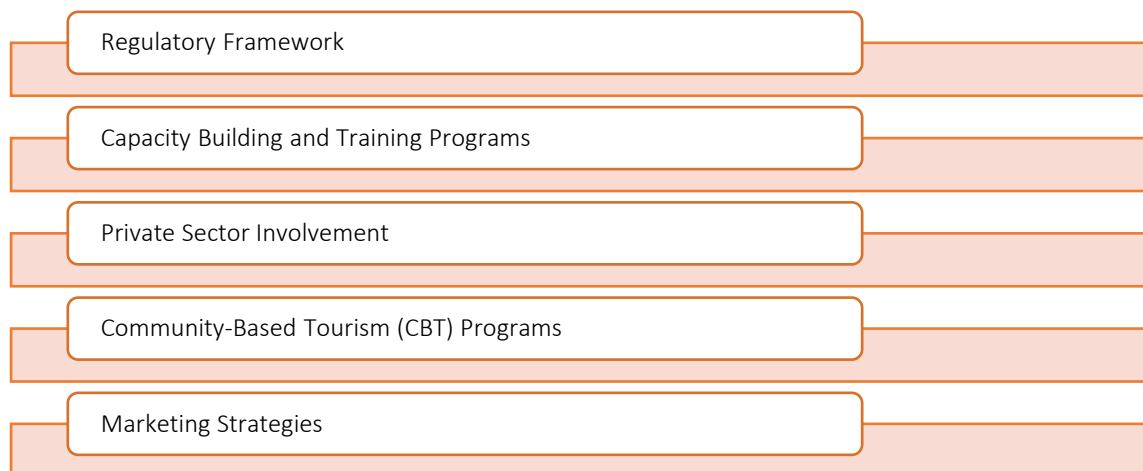 Regulatory Framework
Capacity Building and Training Programs
Private Sector Involvement
Community-Based Tourism (CBT) Programs
Marketing Strategies